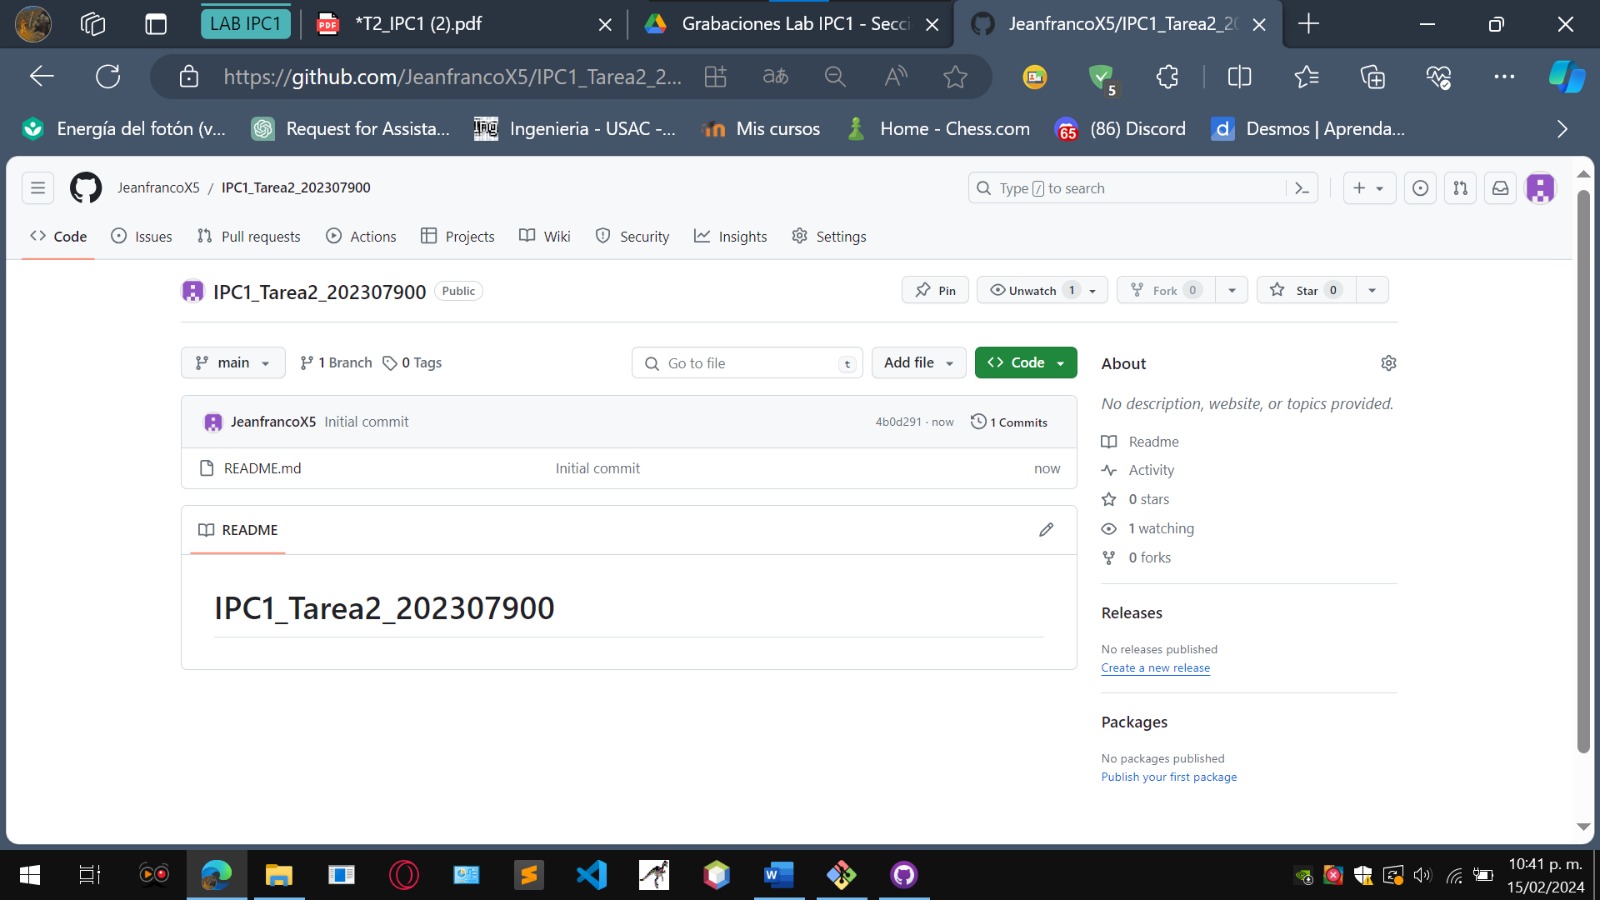 LAB IPC1
*T2_IPC1 (2).pdf
Grabaciones Lab IPC1 - Secci
JeanfrancoX5/IPC1_Tarea2_20
https://github.com/JeanfrancoX5/IPC1_Tarea2_2...
aあ
A
5
Energía del fotón (v...
Request for Assista...
Ingenieria - USAC -...
Mis cursos
Home - Chess.com
65
(86) Discord
d
Desmos | Aprenda...
JeanfrancoX5 / IPC1_Tarea2_202307900
Type / to search
Code
Issues
Pull requests
Actions
Projects
Wiki
Security
Insights
Settings
IPC1_Tarea2_202307900
Public
Pin
Unwatch 1
Fork 0
Star 0
main
1 Branch
0 Tags
Go to file
t
Add file
Code
JeanfrancoX5 Initial commit
4b0d291 · now
1 Commits
README.md
Initial commit
now
README
IPC1_Tarea2_202307900
About
No description, website, or topics provided.
Readme
Activity
0 stars
1 watching
0 forks
Releases
No releases published
Create a new release
Packages
No packages published
Publish your first package
10:41 p. m.
15/02/2024